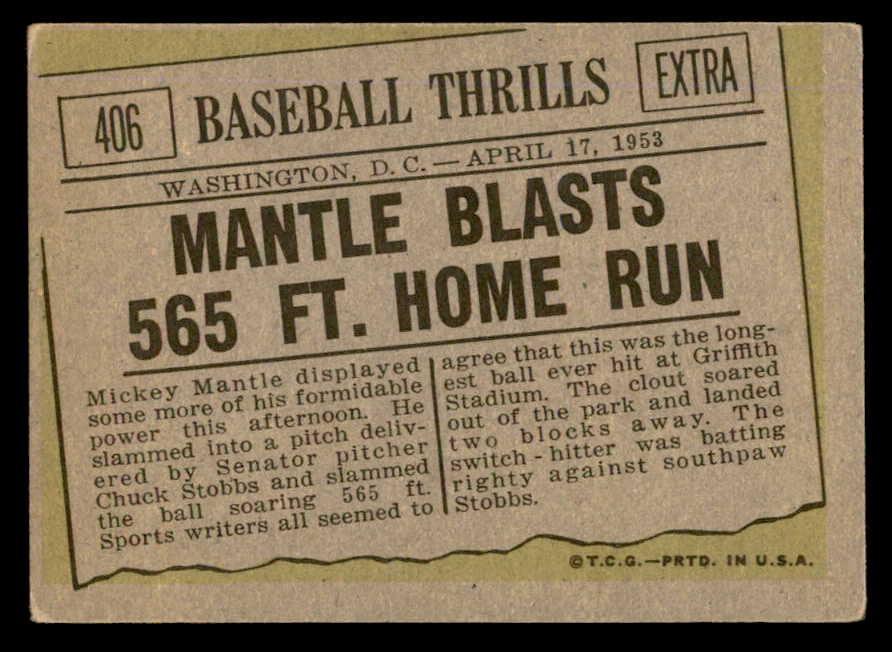 406 BASEBALL THRILLS EXTRA
WASHINGTON, D. C. — APRIL 17, 1953
MANTLE BLASTS
565 FT. HOME RUN
Mickey Mantle displayed
some more of his formidable
power this afternoon. He
slammed into a pitch deliv-
ered by Senator pitcher
Chuck Stobbs and slammed
the ball soaring 565 ft.
Sports writers all seemed to
agree that this was the long-
est ball ever hit at Griffith
Stadium. The clout soared
out of the park and landed
two blocks away. The
switch-hitter was batting
righty against southpaw
Stobbs.
©T.C.G.—PRTD. IN U.S.A.